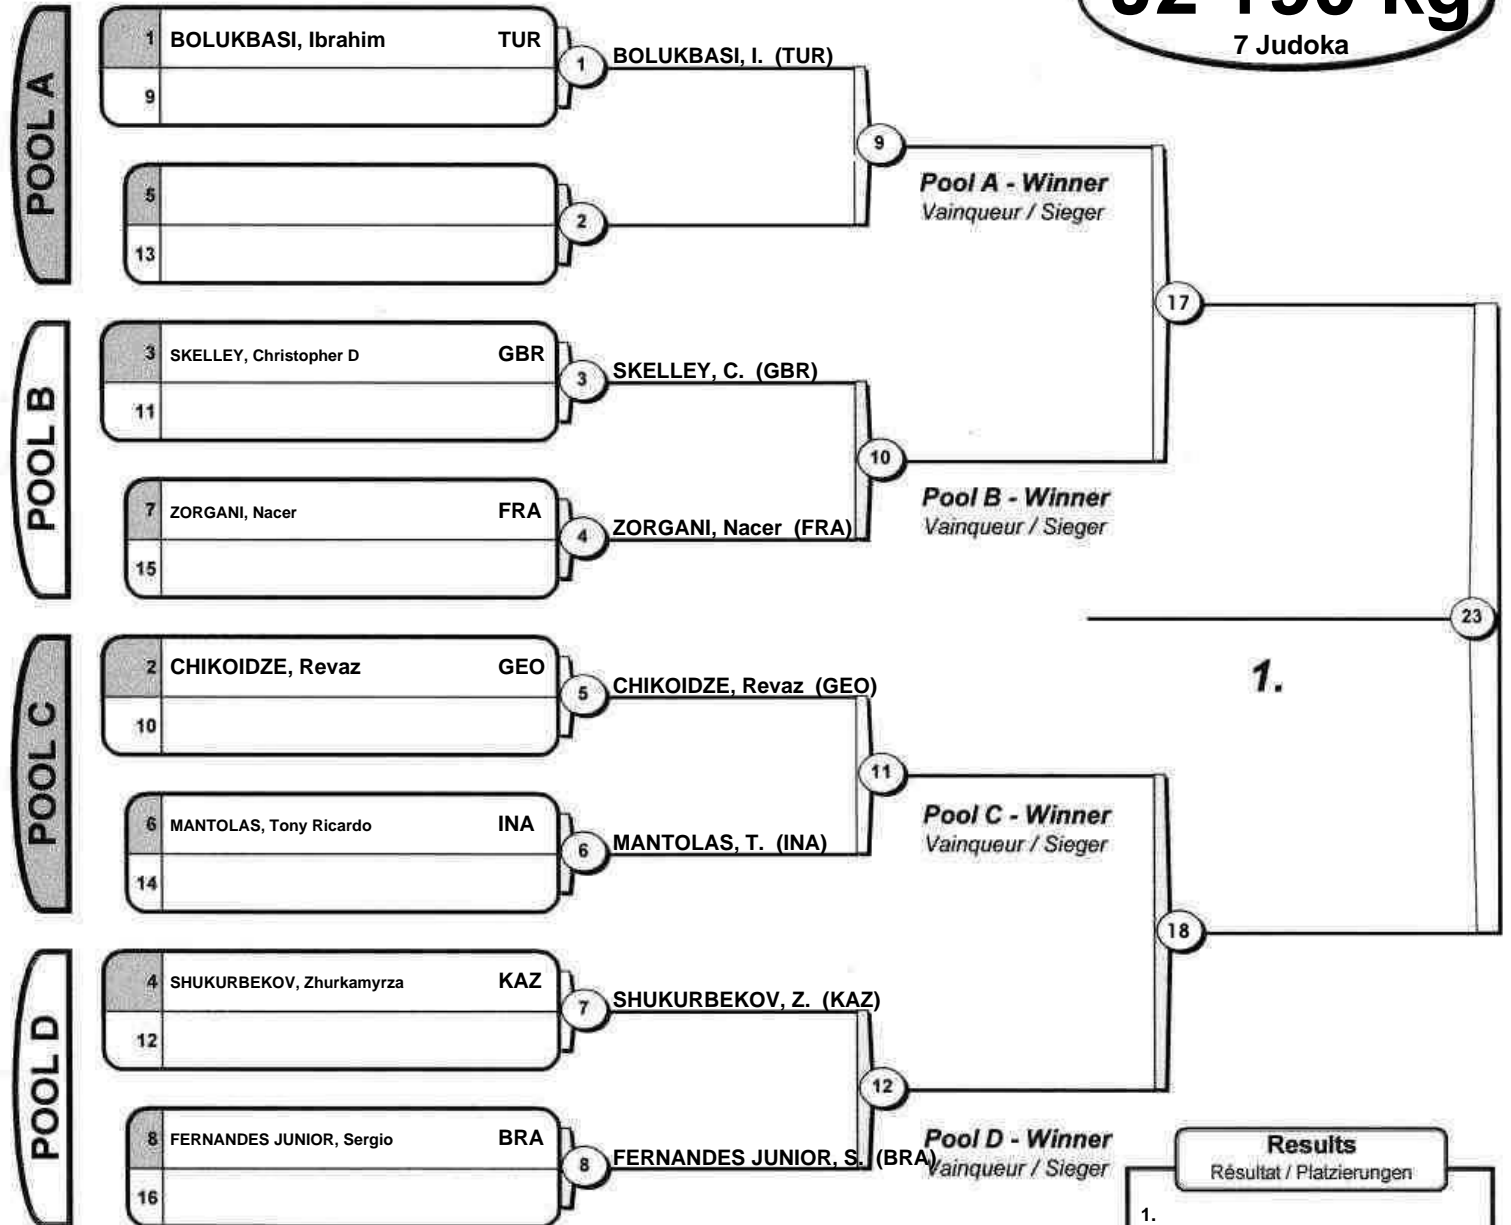 7 Judoka
POOL A
1 BOLUKBASI, Ibrahim TUR
9
1
BOLUKBASI, I. (TUR)
5
13
2
9
Pool A - Winner
Vainqueur / Sieger
17
POOL B
3 SKELLEY, Christopher D GBR
11
3
SKELLEY, C. (GBR)
7 ZORGANI, Nacer FRA
15
4
ZORGANI, Nacer (FRA)
10
Pool B - Winner
Vainqueur / Sieger
23
1.
POOL C
2 CHIKOIDZE, Revaz GEO
10
5
CHIKOIDZE, Revaz (GEO)
6 MANTOLAS, Tony Ricardo INA
14
6
MANTOLAS, T. (INA)
11
Pool C - Winner
Vainqueur / Sieger
18
POOL D
4 SHUKURBEKOV, Zhurkamyrza KAZ
12
7
SHUKURBEKOV, Z. (KAZ)
8 FERNANDES JUNIOR, Sergio BRA
16
8
FERNANDES JUNIOR, S. (BRA)
12
Pool D - Winner
Vainqueur / Sieger
Results
Résultat / Platzierungen
1.